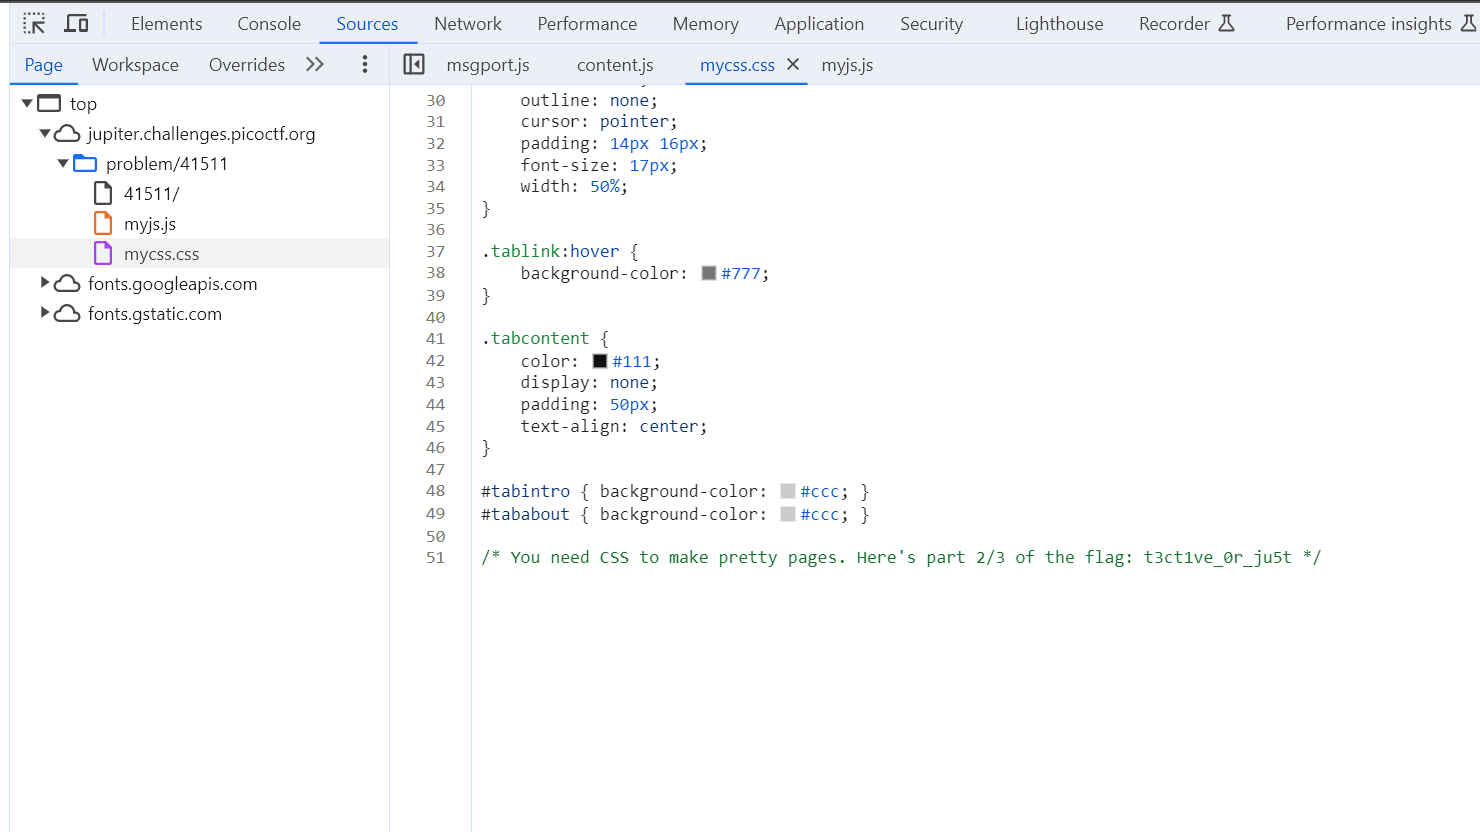 Elements Console Sources Network Performance Memory Application Security Lighthouse Recorder Performance insights
Page Workspace Overrides msgport.js content.js mycss.css myjs.js
top
jupiter.challenges.picoctf.org
problem/41511
41511/
myjs.js
mycss.css
fonts.googleapis.com
fonts.gstatic.com
30 outline: none;
31 cursor: pointer;
32 padding: 14px 16px;
33 font-size: 17px;
34 width: 50%;
35 }
36
37 .tablink:hover {
38 background-color: #777;
39 }
40
41 .tabcontent {
42 color: #111;
43 display: none;
44 padding: 50px;
45 text-align: center;
46 }
47
48 #tabintro { background-color: #ccc; }
49 #tababout { background-color: #ccc; }
50
51 /* You need CSS to make pretty pages. Here's part 2/3 of the flag: t3ct1ve_0r_ju5t */